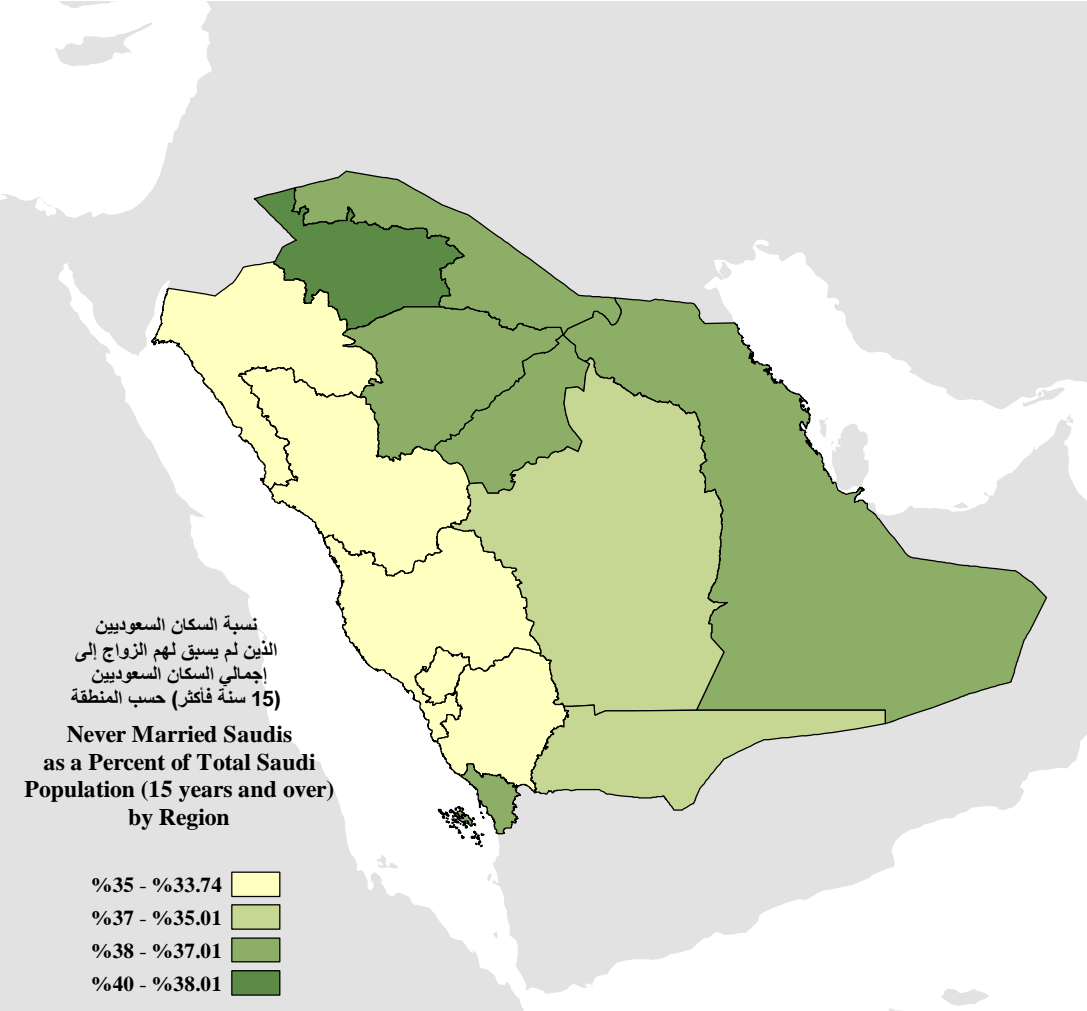 نسبة السكان السعوديين
الذين لم يسبق لهم الزواج إلى
إجمالي السكان السعوديين
(15 سنة فأكثر) حسب المنطقة
Never Married Saudis
as a Percent of Total Saudi
Population (15 years and over)
by Region
%35 - %33.74
%37 - %35.01
%38 - %37.01
%40 - %38.01